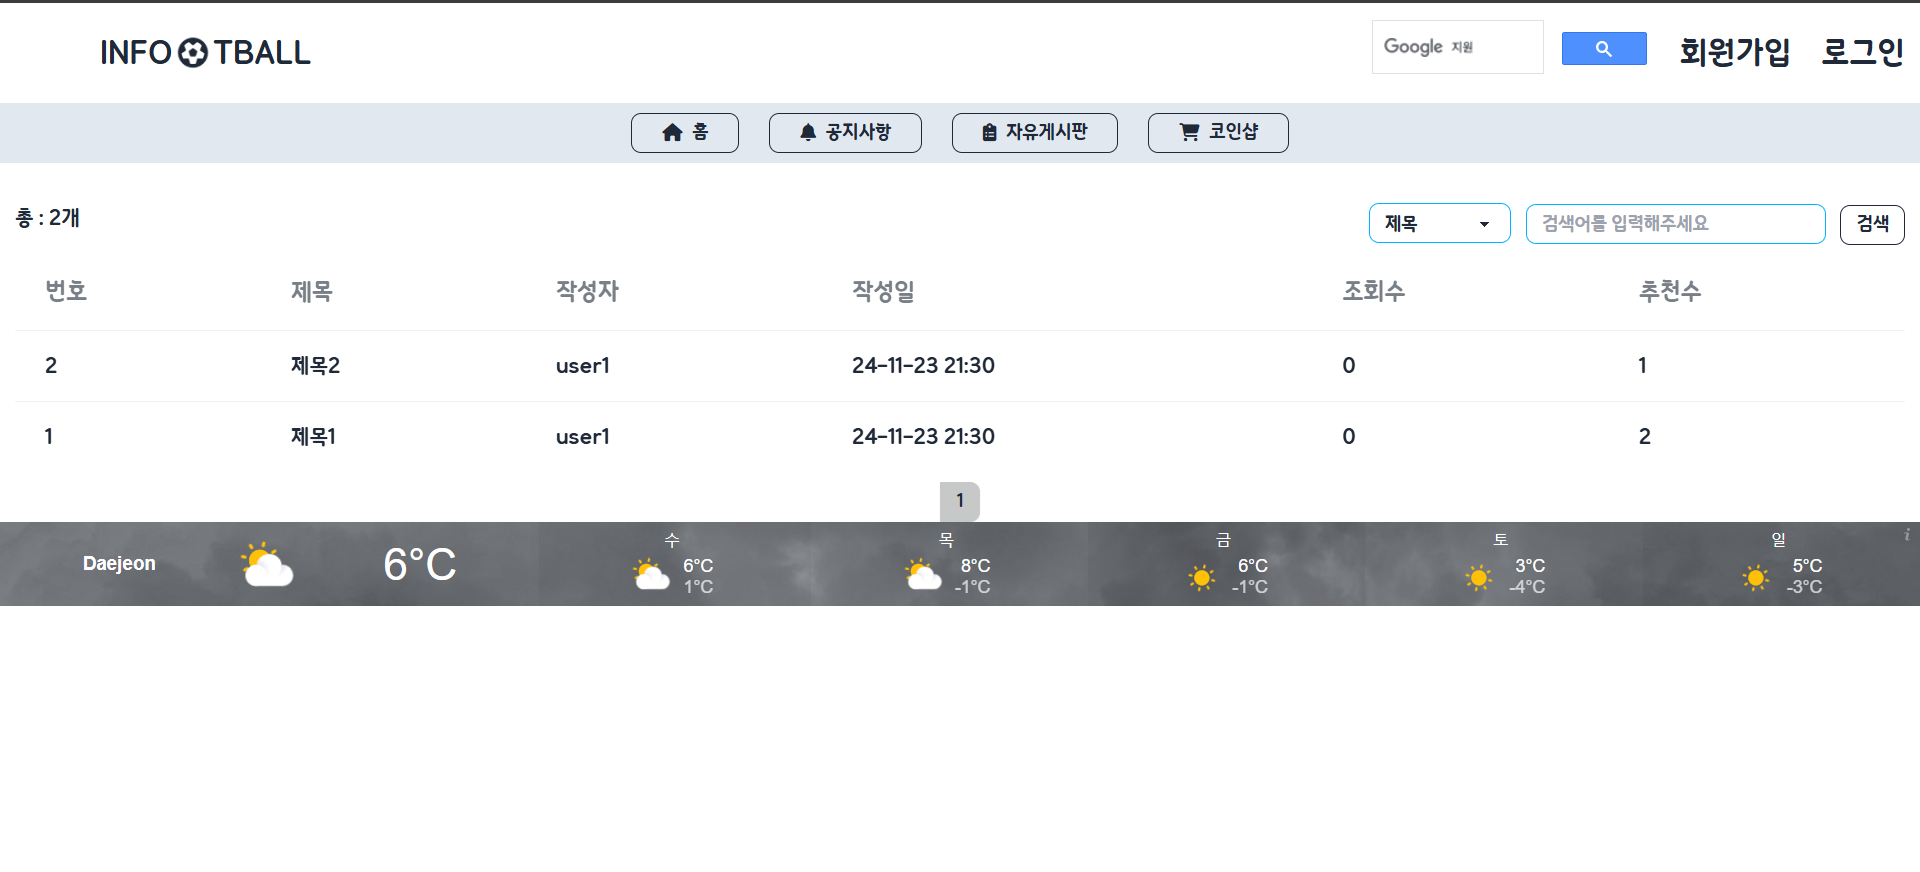 INFO TBALL
Google 지원
회원가입 로그인
홈 공지사항 자유게시판 코인샵
총 : 2개
제목 검색어를 입력해주세요 검색
번호 제목 작성자 작성일 조회수 추천수
2 제목2 user1 24-11-23 21:30 0 1
1 제목1 user1 24-11-23 21:30 0 2
1
Daejeon 6°C
수 6°C 1°C
목 8°C -1°C
금 6°C -1°C
토 3°C -4°C
일 5°C -3°C
i